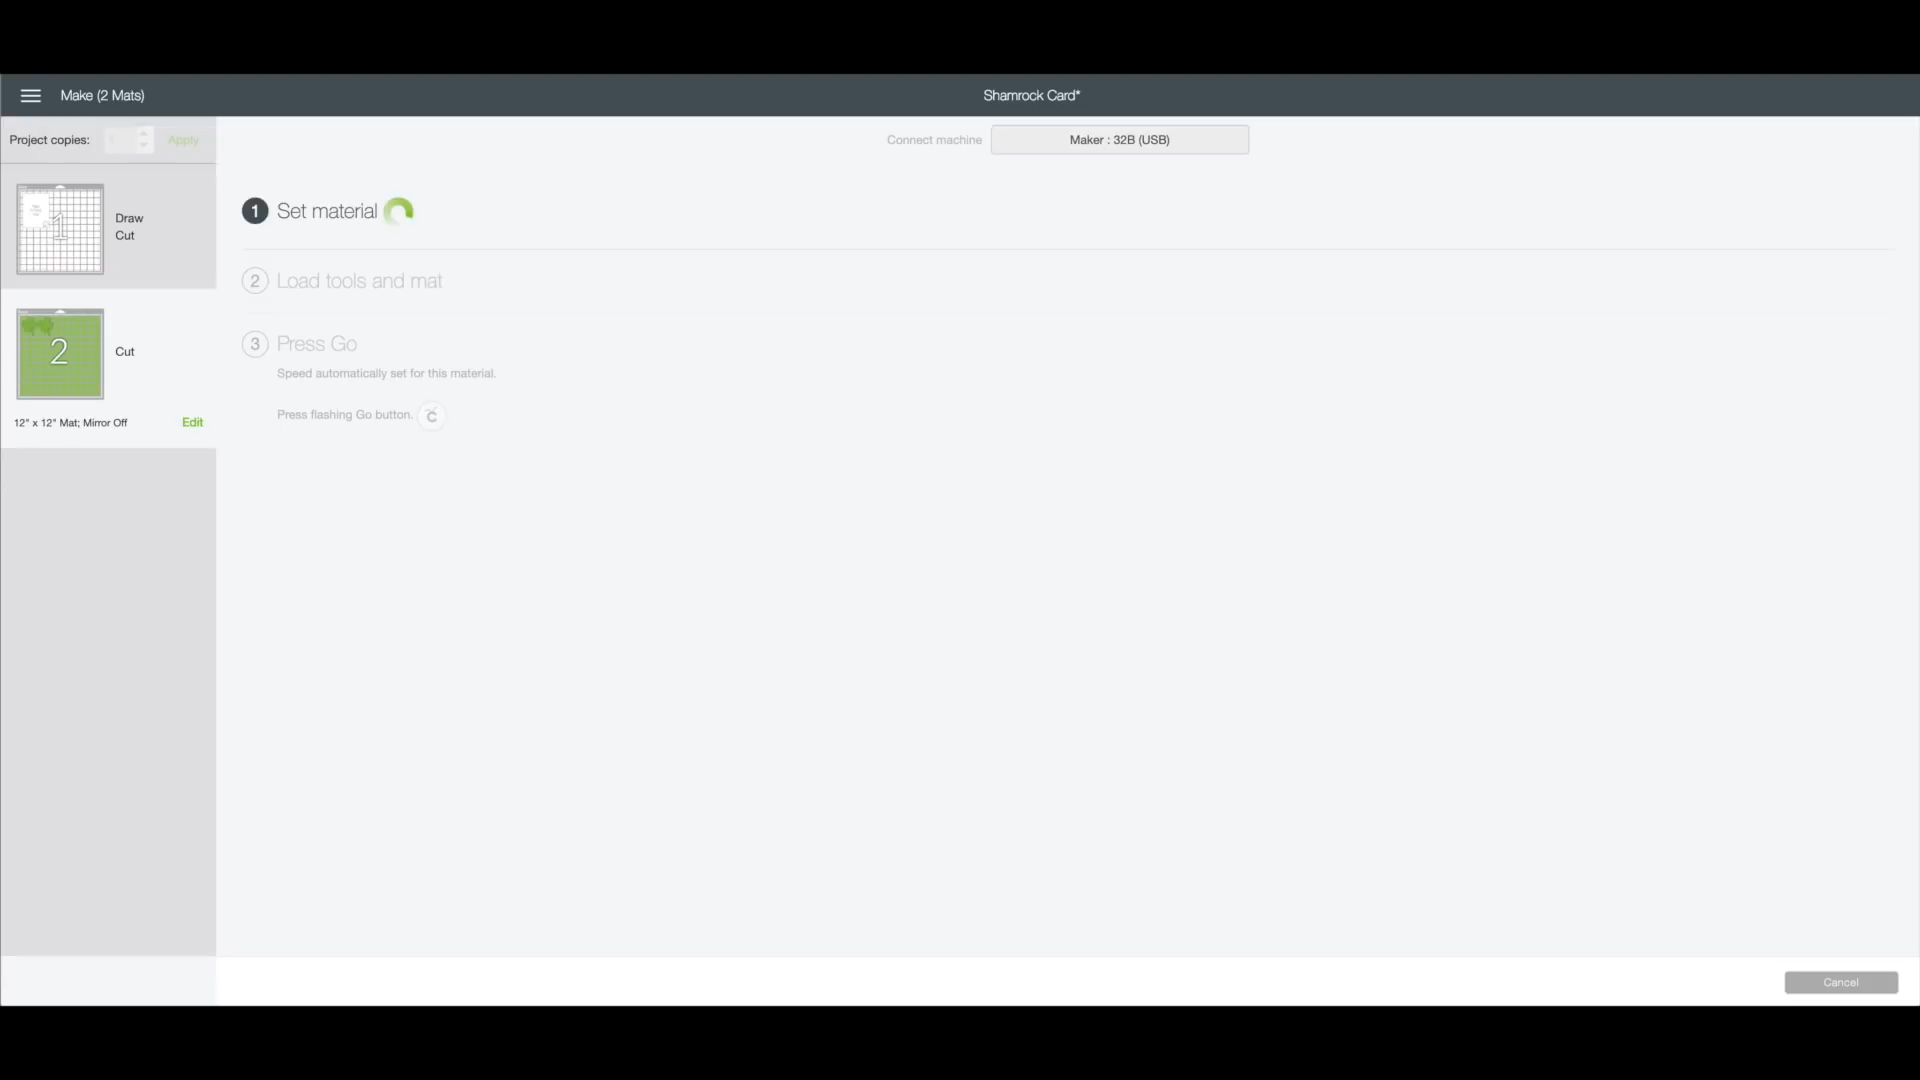 Make (2 Mats)
Shamrock Card*
Project copies:
1
Apply
Connect machine
Maker : 32B (USB)
1
Draw
Cut
2
Cut
12" x 12" Mat; Mirror Off
Edit
1 Set material
2 Load tools and mat
3 Press Go
Speed automatically set for this material.
Press flashing Go button.
Cancel